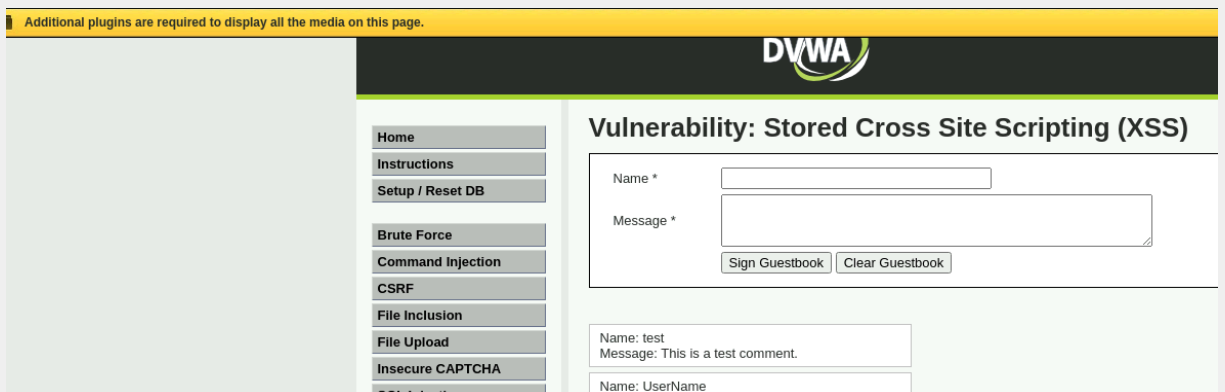 Additional plugins are required to display all the media on this page.
DVWA
Home
Instructions
Setup / Reset DB
Brute Force
Command Injection
CSRF
File Inclusion
File Upload
Insecure CAPTCHA
Vulnerability: Stored Cross Site Scripting (XSS)
Name *
Message *
Sign Guestbook Clear Guestbook
Name: test
Message: This is a test comment.
Name: UserName